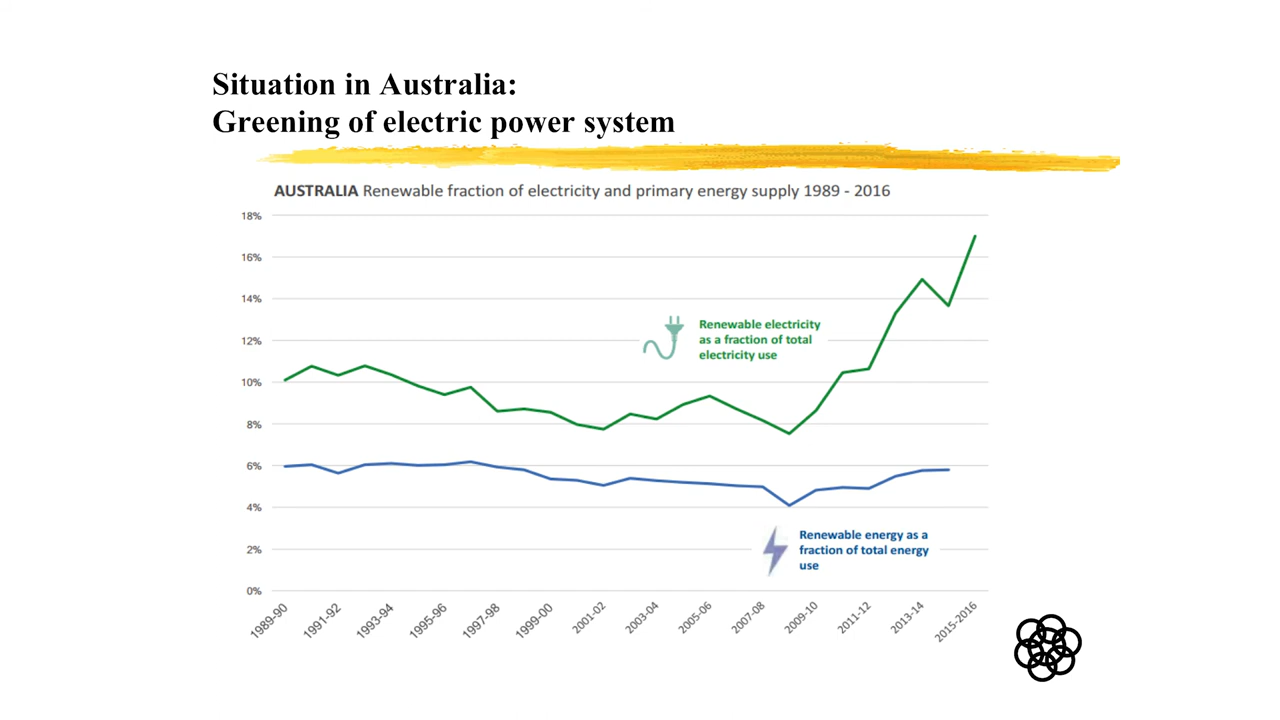 Situation in Australia:
Greening of electric power system
AUSTRALIA Renewable fraction of electricity and primary energy supply 1989 - 2016
18%
16%
14%
12%
10%
8%
6%
4%
2%
0%
Renewable electricity
as a fraction of total
electricity use
Renewable energy as a
fraction of total energy
use
1989-90
1991-92
1993-94
1995-96
1997-98
1999-00
2001-02
2003-04
2005-06
2007-08
2009-10
2011-12
2013-14
2015-2016